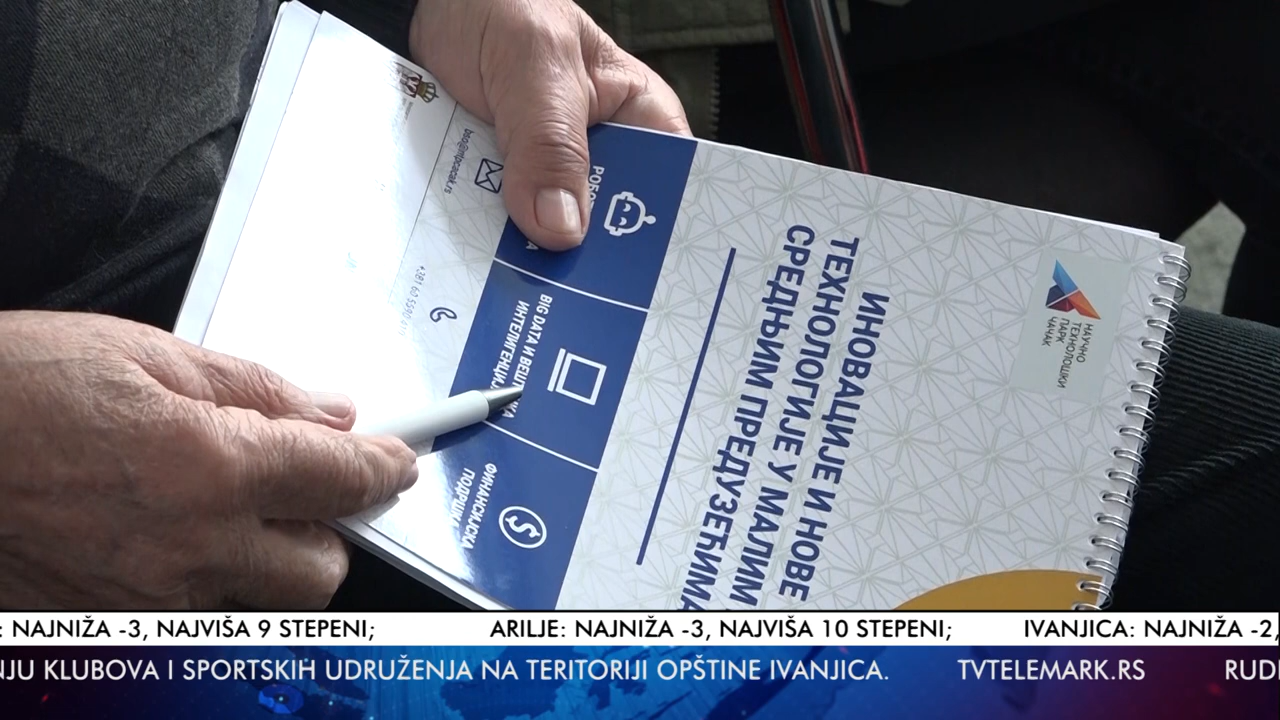 НАУЧНО
ТЕХНОЛОШКИ
ПАРК
ЧАЧАК
ИНОВАЦИЈЕ И НОВЕ
ТЕХНОЛОГИЈЕ У МАЛИМ
СРЕДЊИМ ПРЕДУЗЕЋИМА
BIG DATA И
ИНТЕЛИГЕНЦИЈА
ФИНАНСИЈСКА
ПОДРШКА
: NAJNIŽA -3, NAJVIŠA 9 STEPENI; ARILJE: NAJNIŽA -3, NAJVIŠA 10 STEPENI; IVANJICA: NAJNIŽA -2,
NJU KLUBOVA I SPORTSKIH UDRUŽENJA NA TERITORIJI OPŠTINE IVANJICA. TVTELEMARK.RS